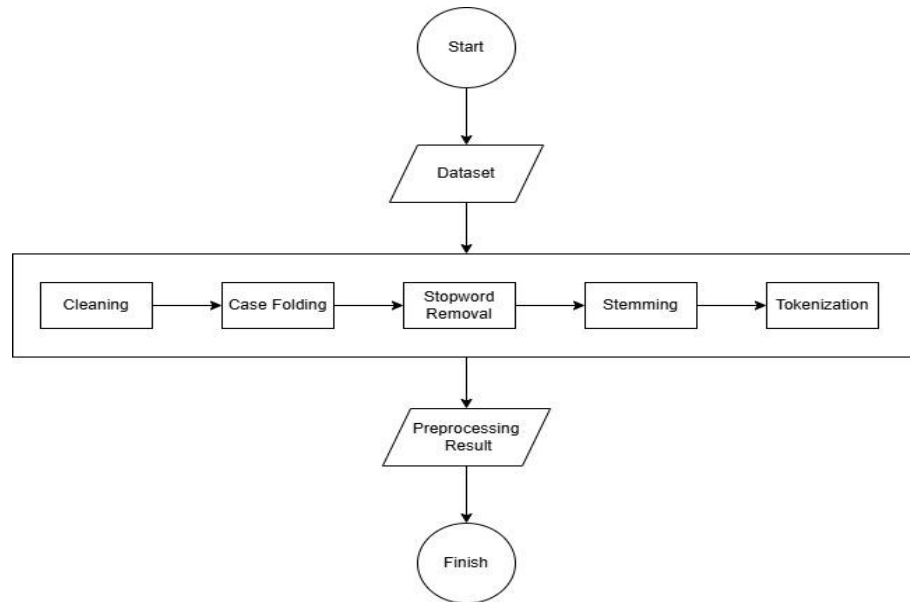 Start
Dataset
Cleaning
Case Folding
Stopword
Removal
Stemming
Tokenization
Preprocessing
Result
Finish